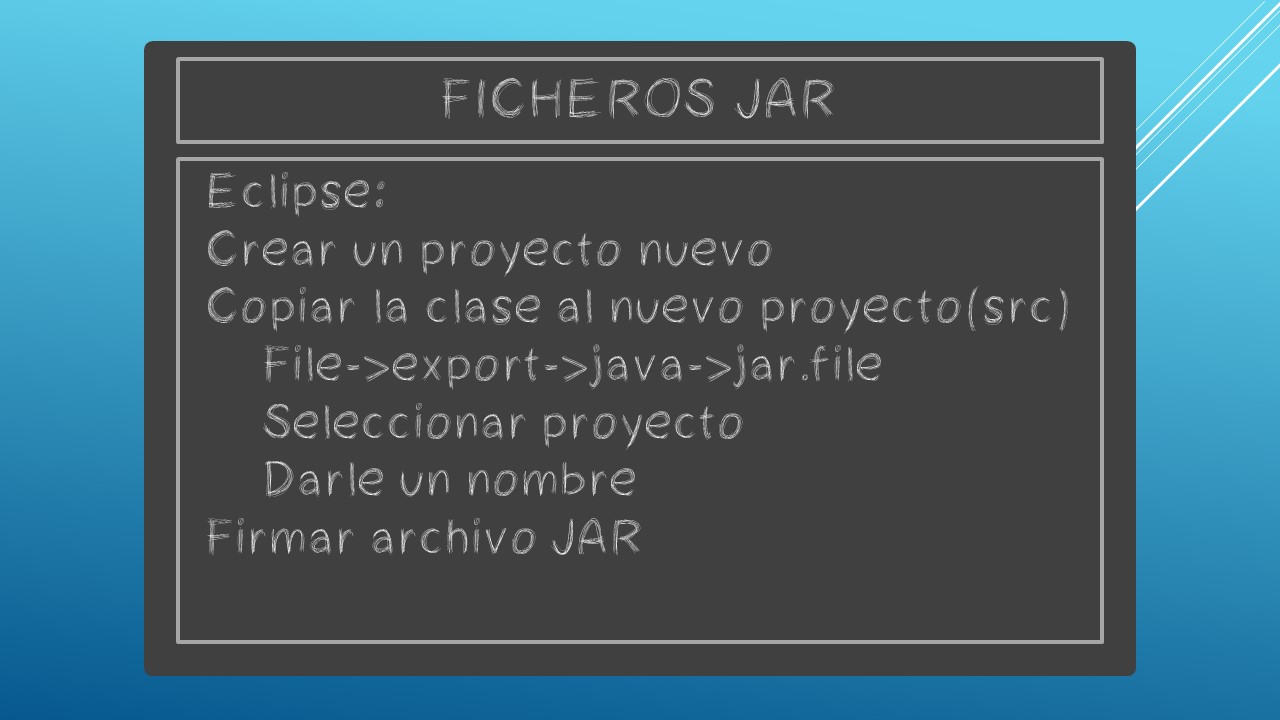 FICHEROS JAR
Eclipse:
Crear un proyecto nuevo
Copiar la clase al nuevo proyecto(src)
File->export->java->jar.file
Seleccionar proyecto
Darle un nombre
Firmar archivo JAR